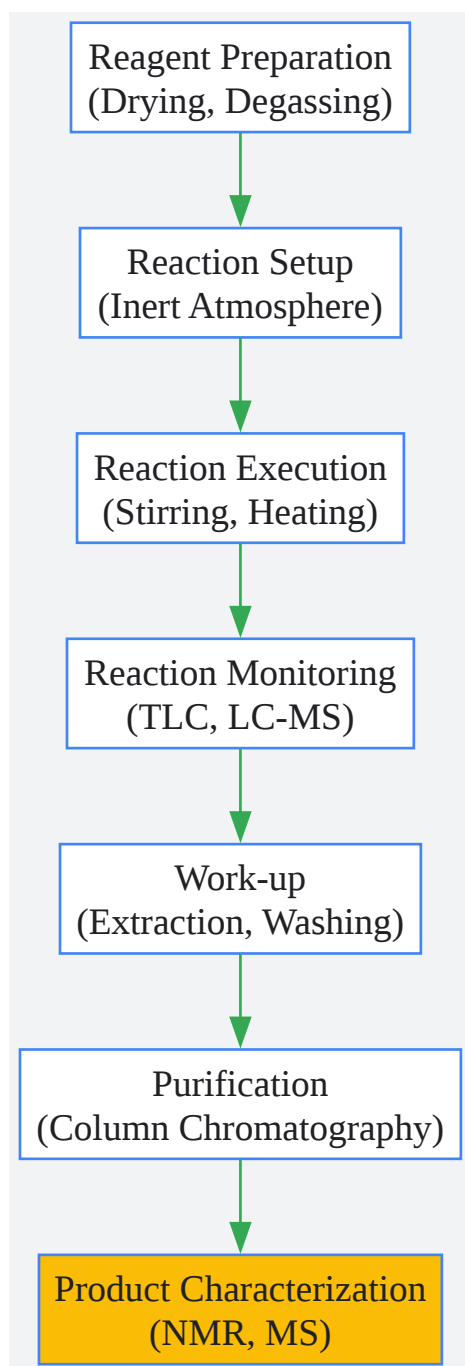 Reagent Preparation
(Drying, Degassing)
Reaction Setup
(Inert Atmosphere)
Reaction Execution
(Stirring, Heating)
Reaction Monitoring
(TLC, LC-MS)
Work-up
(Extraction, Washing)
Purification
(Column Chromatography)
Product Characterization
(NMR, MS)